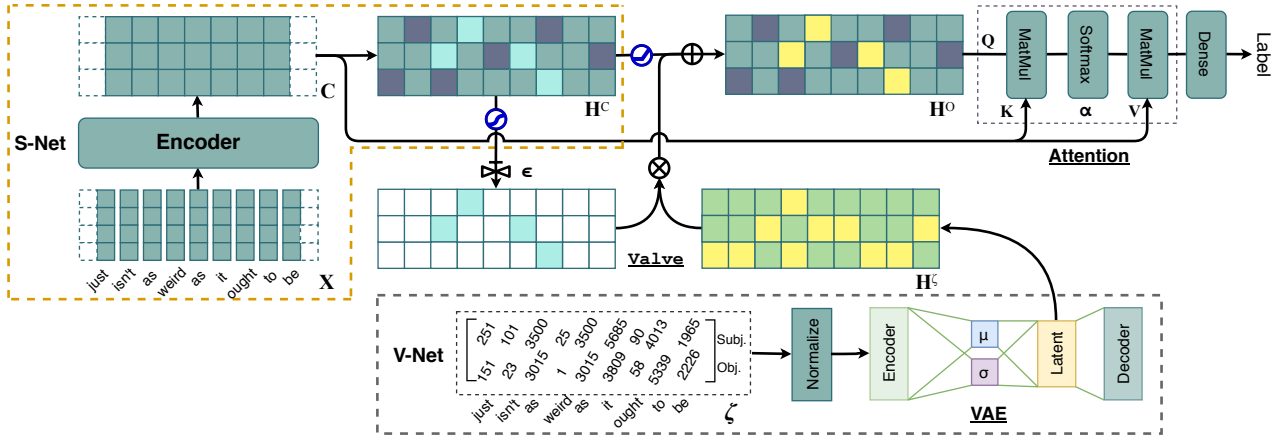 S-Net
Encoder
C
just isn't as weird as it ought to be
X
H^C
ϵ
Valve
H^O
H^ζ
Q
K
V
MatMul
Softmax
α
MatMul
Dense
Label
Attention
V-Net
251 101 3500 25 3500 5685 90 4013 1965 Subj.
151 23 3015 1 3015 3809 58 5339 2226 Obj.
just isn't as weird as it ought to be
ζ
Normalize
Encoder
μ
σ
Latent
Decoder
VAE